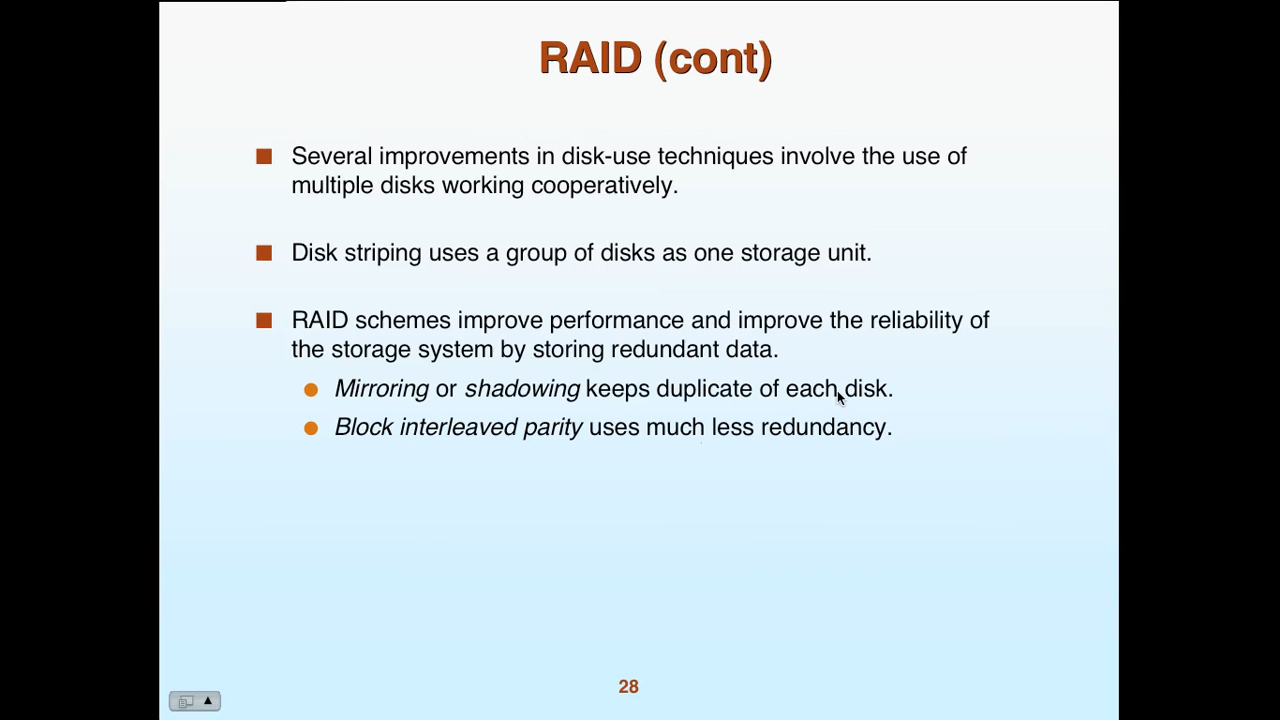 RAID (cont)
Several improvements in disk-use techniques involve the use of
multiple disks working cooperatively.
Disk striping uses a group of disks as one storage unit.
RAID schemes improve performance and improve the reliability of
the storage system by storing redundant data.
Mirroring or shadowing keeps duplicate of each disk.
Block interleaved parity uses much less redundancy.
28